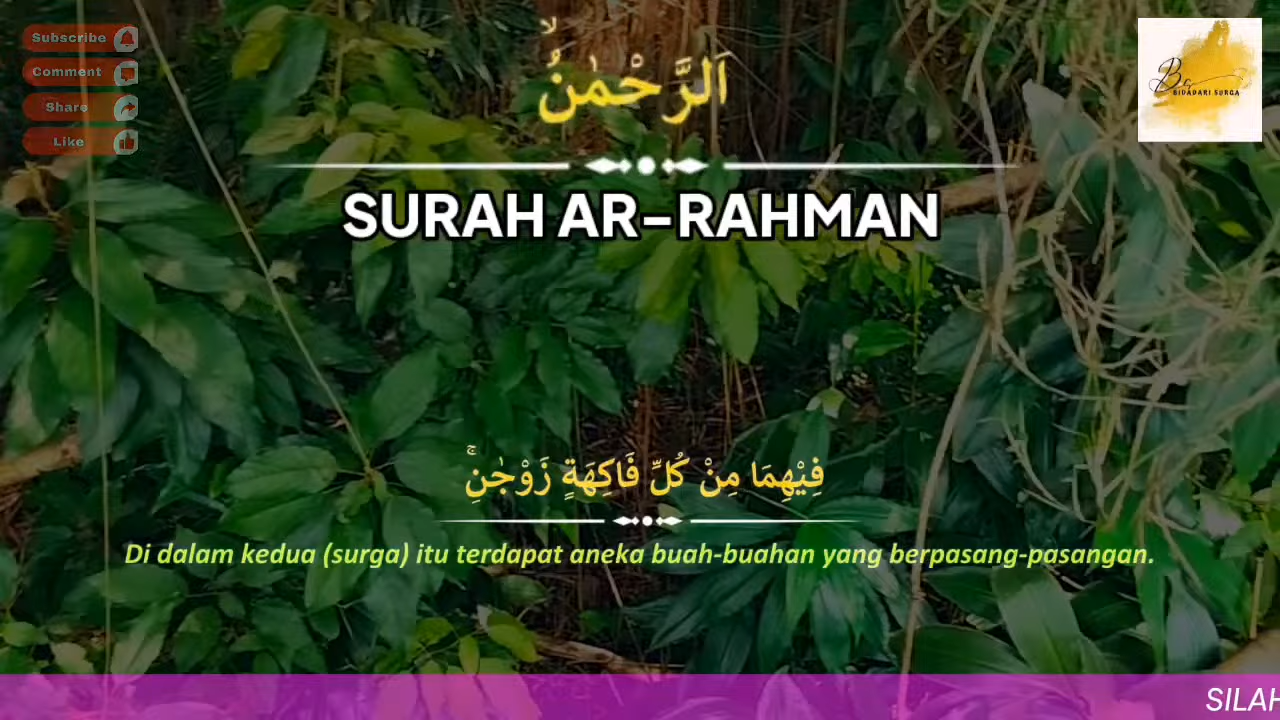 Subscribe
Comment
Share
Like
اَلرَّحْمٰنُۙ
Bs
BIDADARI SURGA
SURAH AR-RAHMAN
فِيْهِمَا مِنْ كُلِّ فَاكِهَةٍ زَوْجٰنِۚ
Di dalam kedua (surga) itu terdapat aneka buah-buahan yang berpasang-pasangan.
SILAH